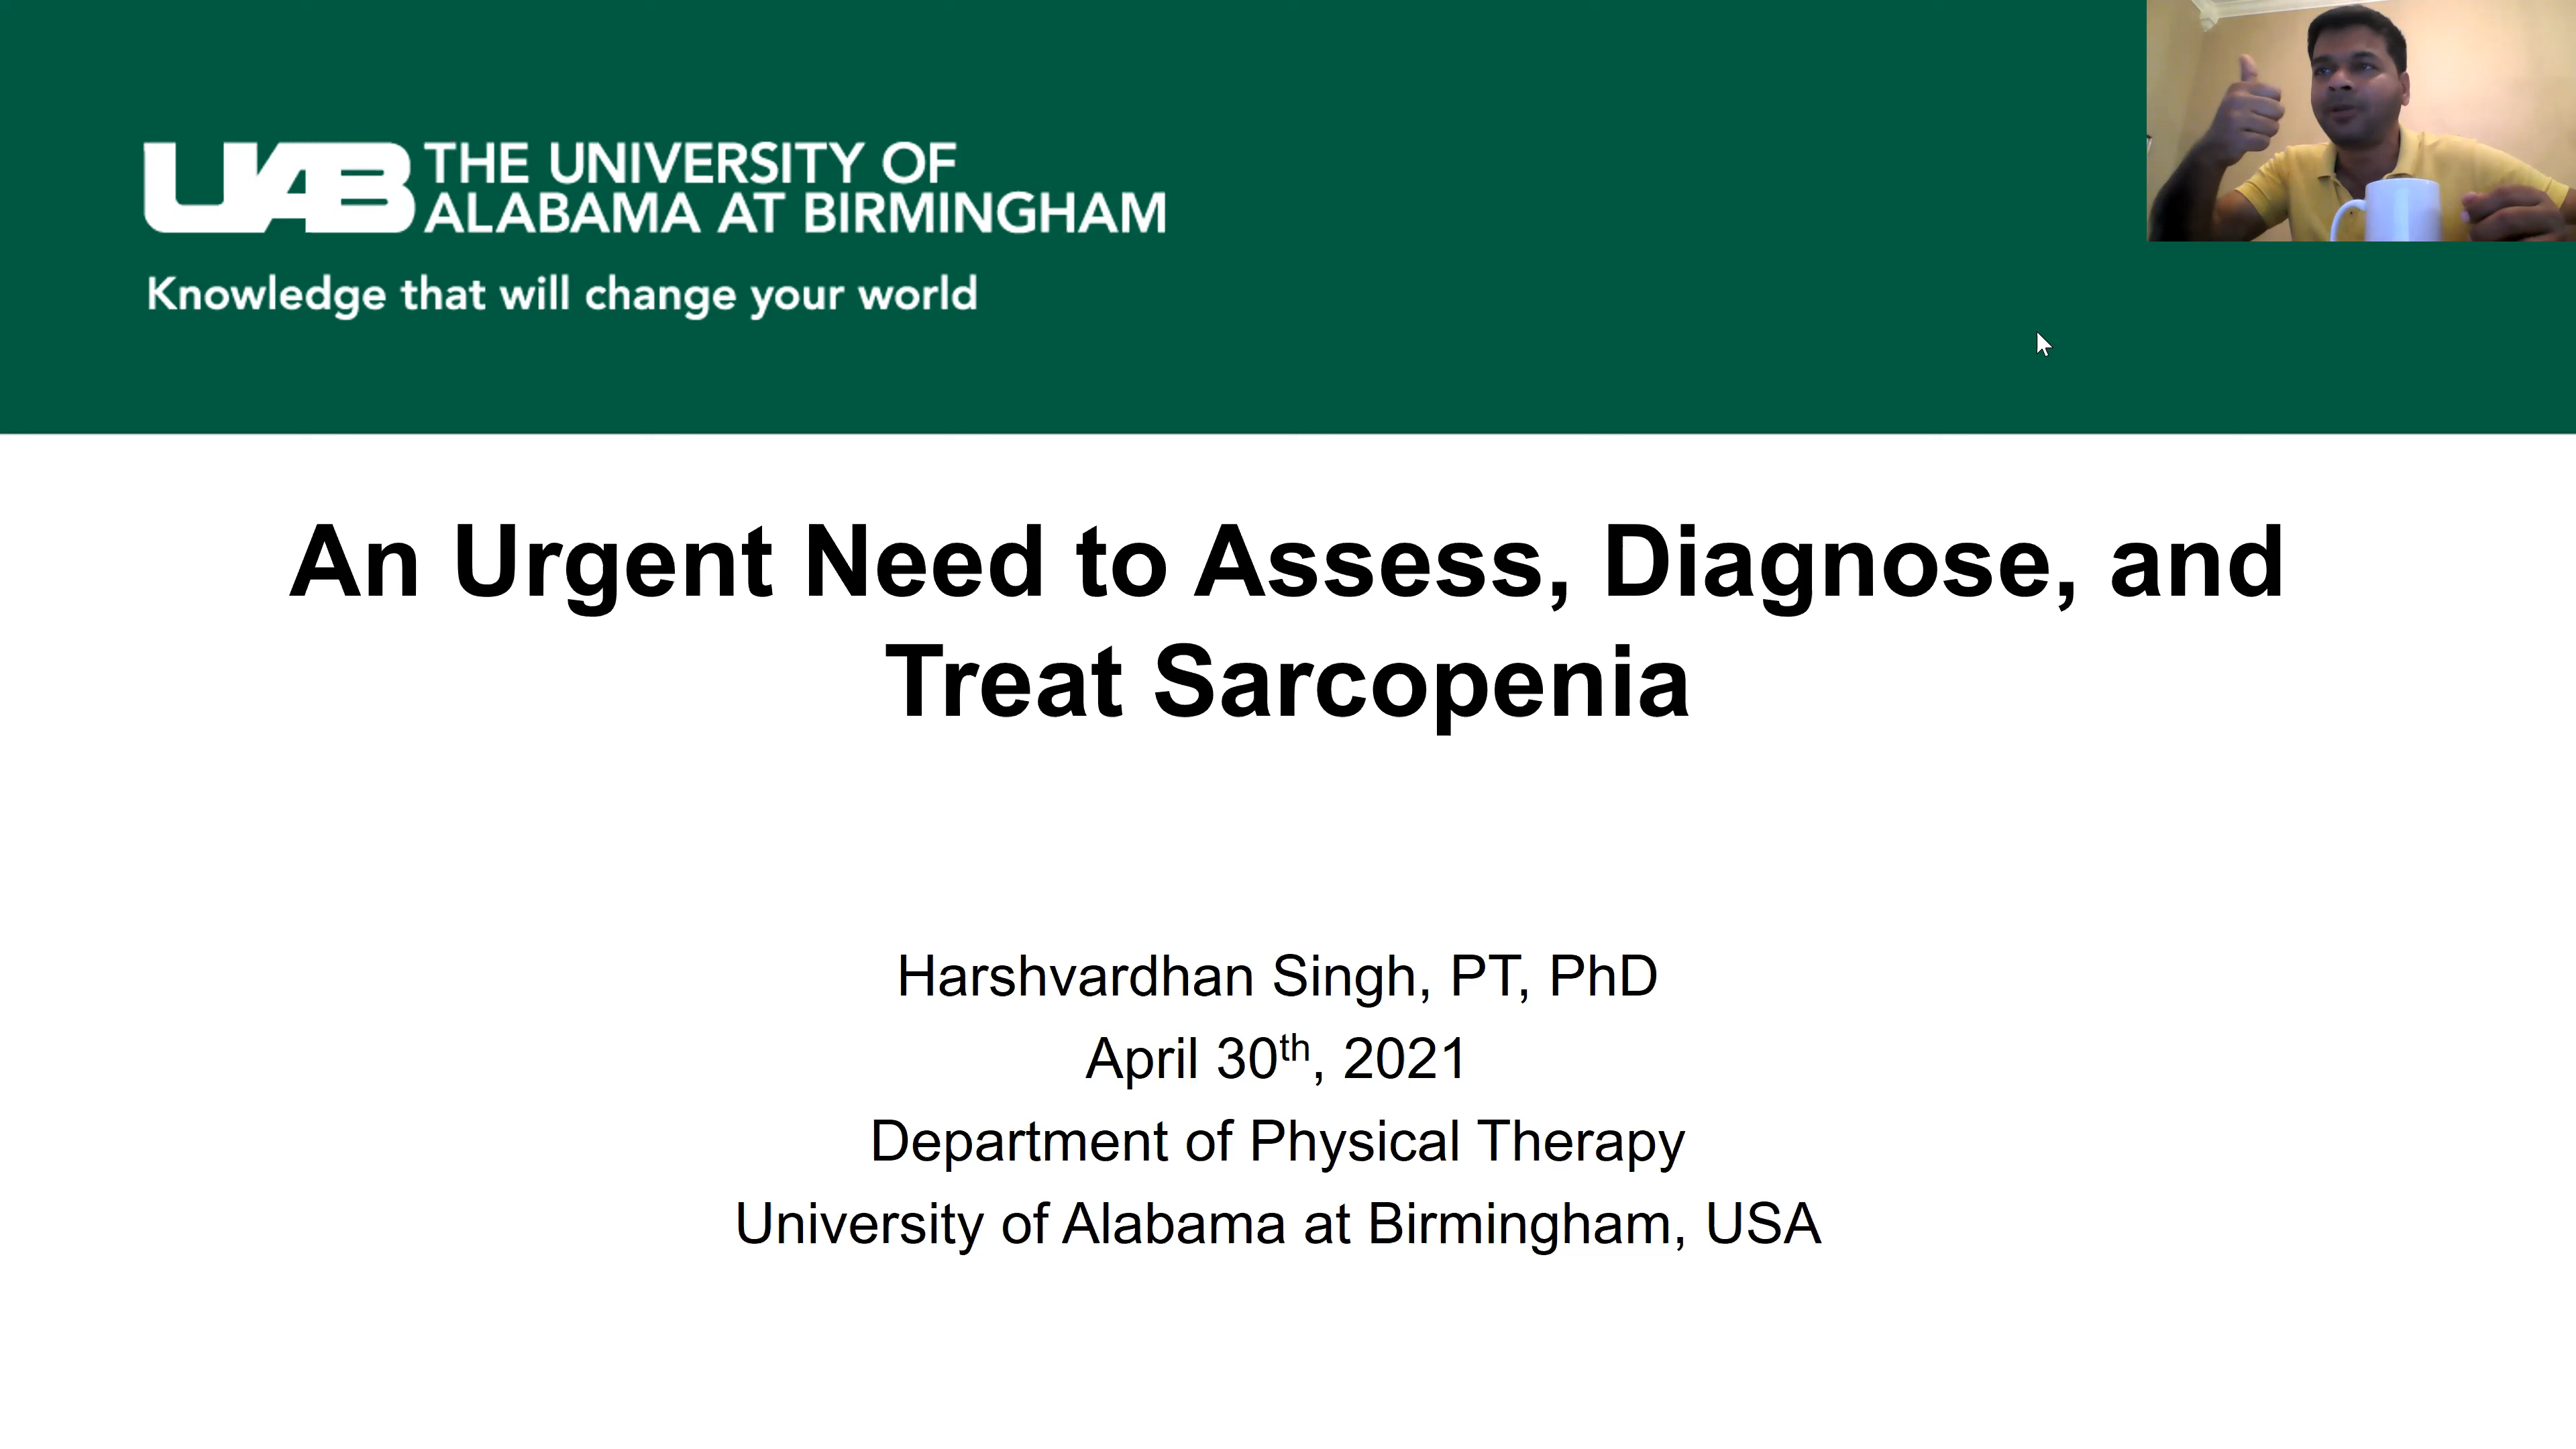 UAB THE UNIVERSITY OF
ALABAMA AT BIRMINGHAM
Knowledge that will change your world
An Urgent Need to Assess, Diagnose, and
Treat Sarcopenia
Harshvardhan Singh, PT, PhD
April 30th, 2021
Department of Physical Therapy
University of Alabama at Birmingham, USA